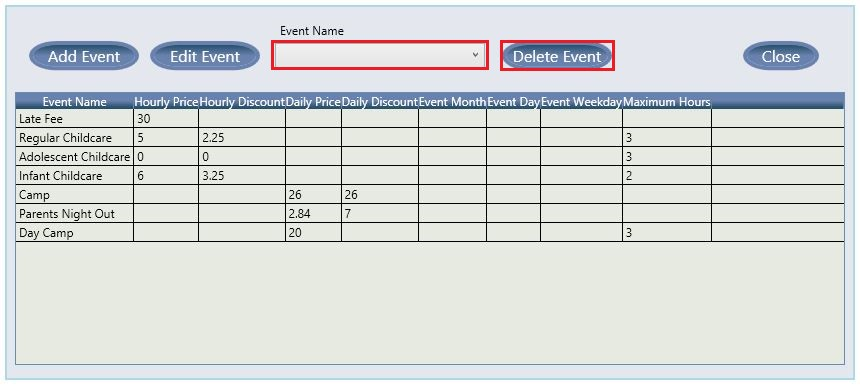 Event Name
Add Event Edit Event Delete Event Close
Event Name Hourly Price Hourly Discount Daily Price Daily Discount Event Month Event Day Event Weekday Maximum Hours
Late Fee 30
Regular Childcare 5 2.25 3
Adolescent Childcare 0 0 3
Infant Childcare 6 3.25 2
Camp 26 26
Parents Night Out 2.84 7
Day Camp 20 3